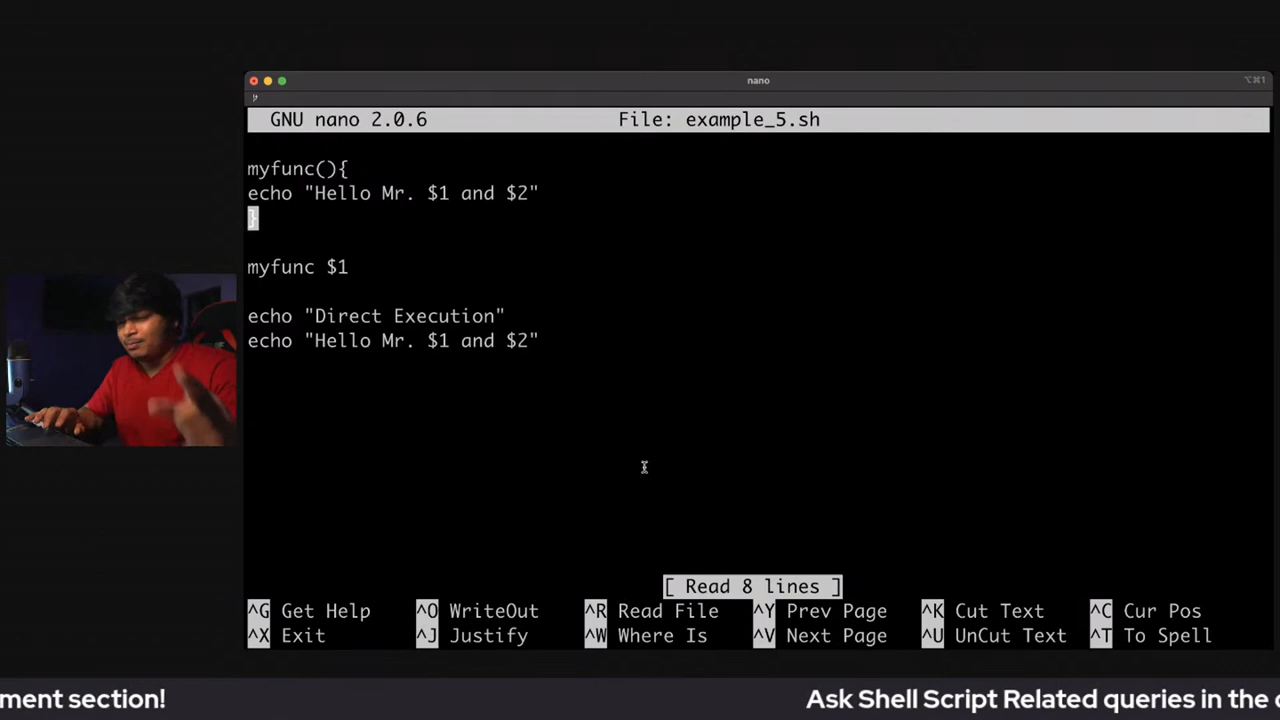 nano
⌥⌘1
GNU nano 2.0.6 File: example_5.sh
myfunc(){
echo "Hello Mr. $1 and $2"
}
myfunc $1
echo "Direct Execution"
echo "Hello Mr. $1 and $2"
[ Read 8 lines ]
^G Get Help ^O WriteOut ^R Read File ^Y Prev Page ^K Cut Text ^C Cur Pos
^X Exit ^J Justify ^W Where Is ^V Next Page ^U UnCut Text ^T To Spell
ment section! Ask Shell Script Related queries in the